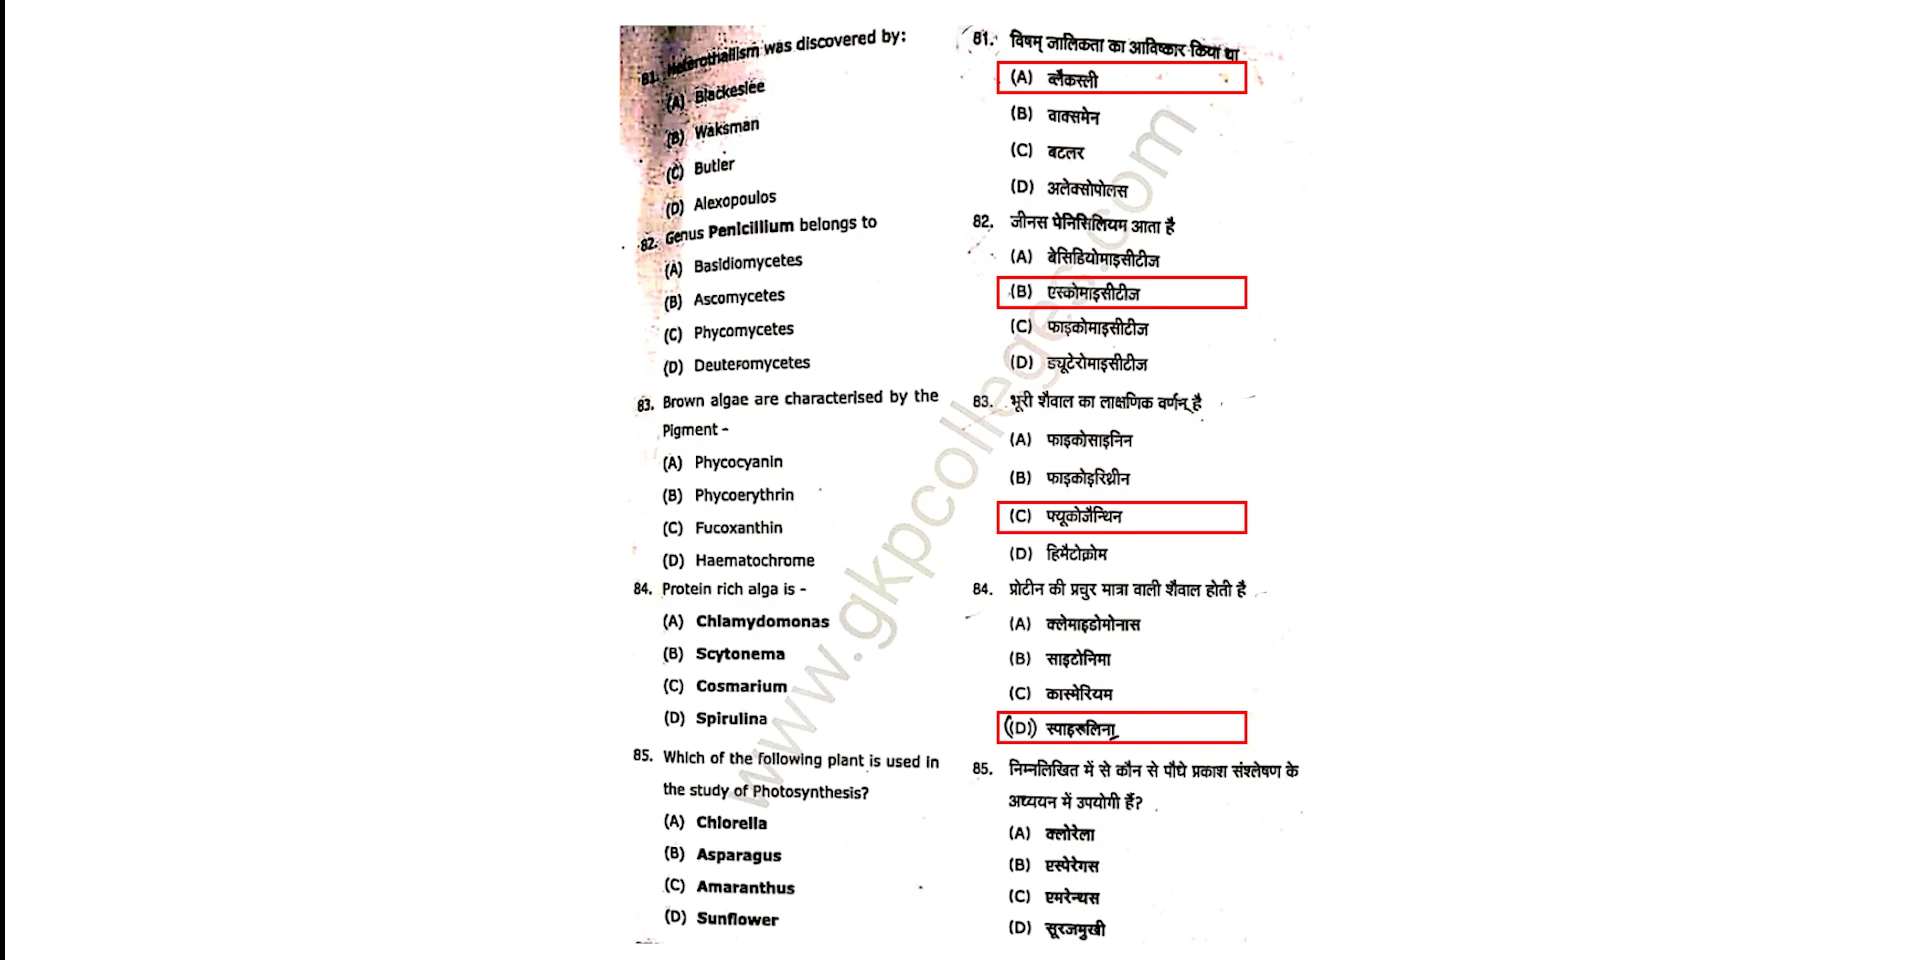 81. Heterothallism was discovered by:
(A) Blackeslee
(B) Waksman
(C) Butler
(D) Alexopoulos
82. Genus Penicillium belongs to
(A) Basidiomycetes
(B) Ascomycetes
(C) Phycomycetes
(D) Deuteromycetes
83. Brown algae are characterised by the
Pigment -
(A) Phycocyanin
(B) Phycoerythrin
(C) Fucoxanthin
(D) Haematochrome
84. Protein rich alga is -
(A) Chlamydomonas
(B) Scytonema
(C) Cosmarium
(D) Spirulina
85. Which of the following plant is used in
the study of Photosynthesis?
(A) Chlorella
(B) Asparagus
(C) Amaranthus
(D) Sunflower
81. विषम् जालिकता का आविष्कार किया था
(A) ब्लैकस्ली
(B) वाक्समेन
(C) बटलर
(D) अलेक्सोपोलस
82. जीनस पेनिसिलियम आता है
(A) बेसिडियोमाइसीटीज
(B) एस्कोमाइसीटीज
(C) फाइकोमाइसीटीज
(D) ड्यूटेरोमाइसीटीज
83. भूरी शैवाल का लाक्षणिक वर्णन् है
(A) फाइकोसाइनिन
(B) फाइकोइरिथ्रीन
(C) फ्यूकोजैन्थिन
(D) हिमैटोक्रोम
84. प्रोटीन की प्रचुर मात्रा वाली शैवाल होती है
(A) क्लेमाइडोमोनास
(B) साइटोनिमा
(C) कास्मेरियम
(D) स्पाइरूलिना
85. निम्नलिखित में से कौन से पौधे प्रकाश संश्लेषण के
अध्ययन में उपयोगी हैं?
(A) क्लोरेला
(B) एस्पेरेगस
(C) एमरेन्थस
(D) सूरजमुखी
www.gkpcolleges.com